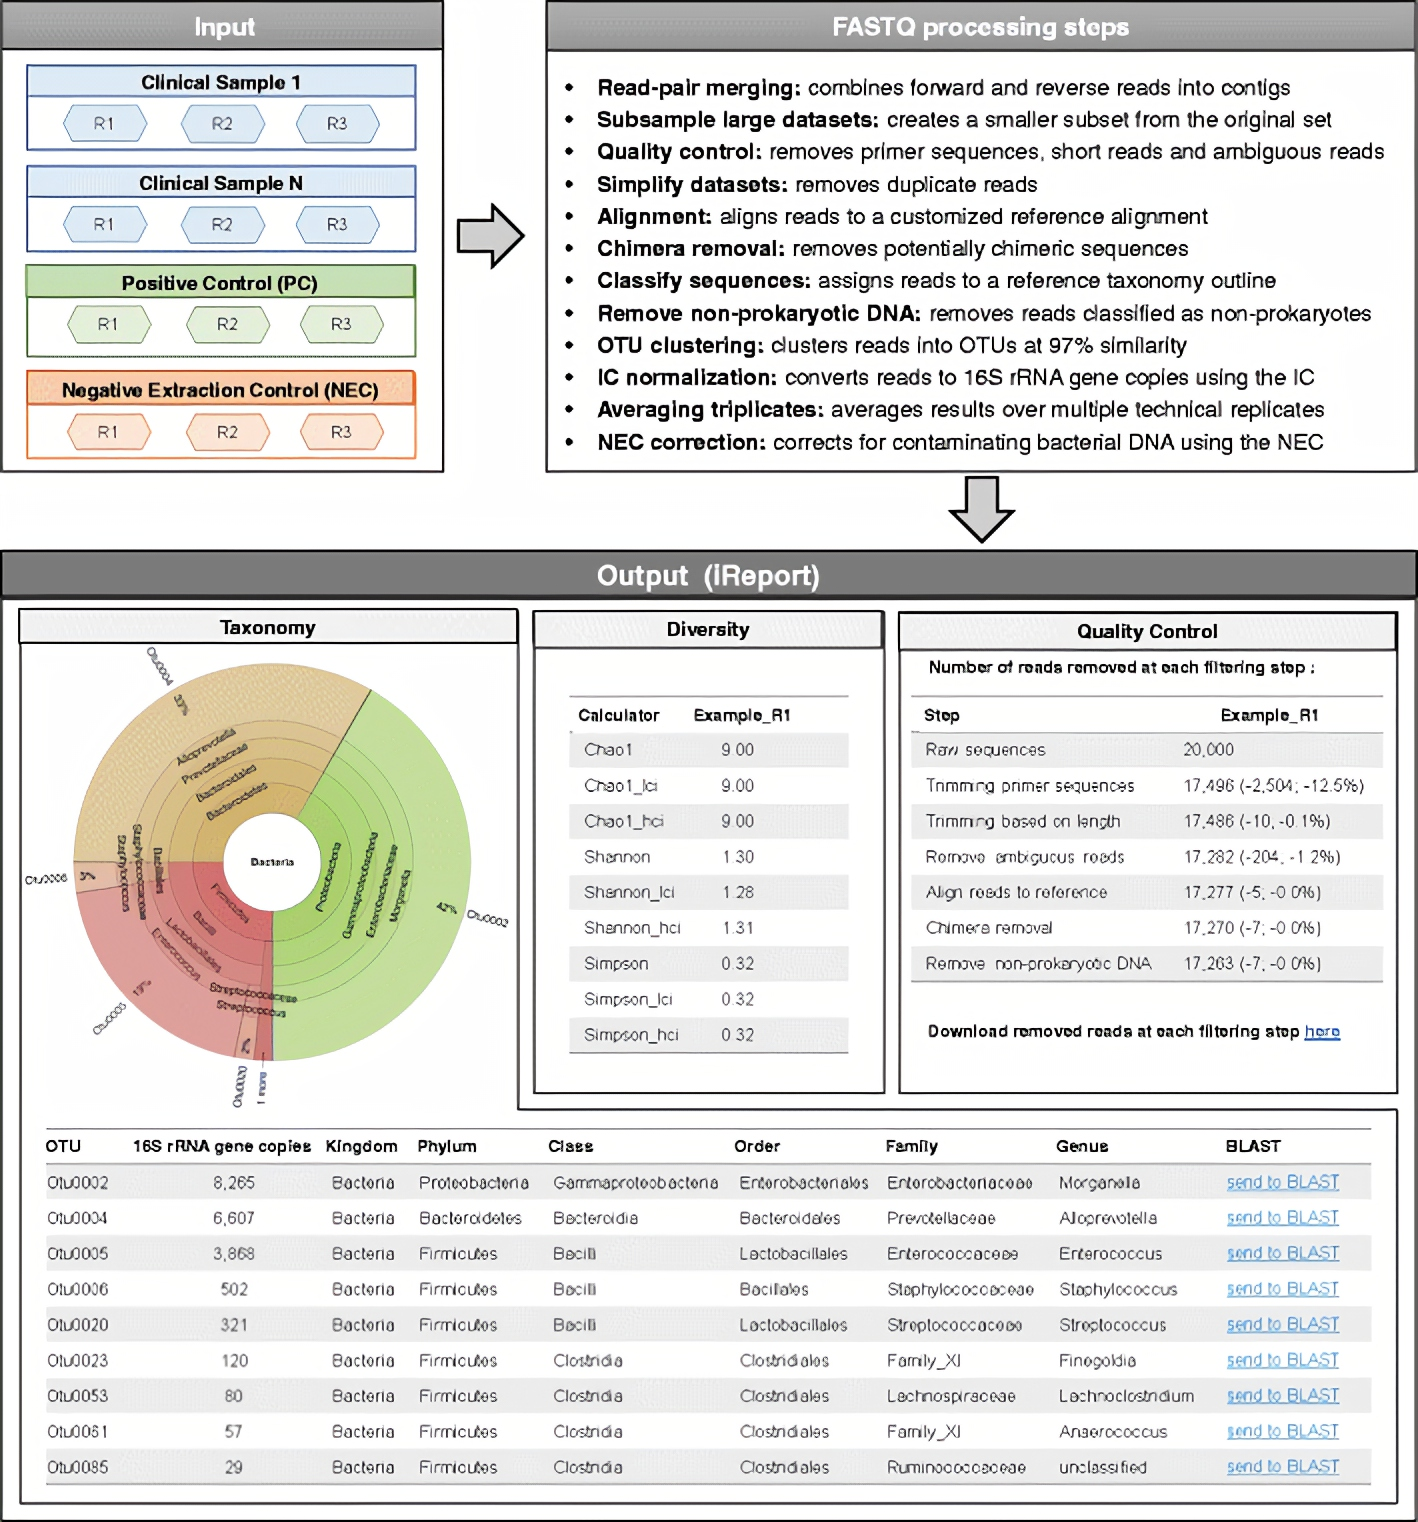 Input
Clinical Sample 1
R1 R2 R3
Clinical Sample N
R1 R2 R3
Positive Control (PC)
R1 R2 R3
Negative Extraction Control (NEC)
R1 R2 R3
FASTQ processing steps
• Read-pair merging: combines forward and reverse reads into contigs
• Subsample large datasets: creates a smaller subset from the original set
• Quality control: removes primer sequences, short reads and ambiguous reads
• Simplify datasets: removes duplicate reads
• Alignment: aligns reads to a customized reference alignment
• Chimera removal: removes potentially chimeric sequences
• Classify sequences: assigns reads to a reference taxonomy outline
• Remove non-prokaryotic DNA: removes reads classified as non-prokaryotes
• OTU clustering: clusters reads into OTUs at 97% similarity
• IC normalization: converts reads to 16S rRNA gene copies using the IC
• Averaging triplicates: averages results over multiple technical replicates
• NEC correction: corrects for contaminating bacterial DNA using the NEC
Output (iReport)
Taxonomy
Otu0004
Alloprevotella
Prevotellaceae
Bacteroidales
Bacteroidetes
Bacteria
Proteobacteria
Gammaproteobacteria
Enterobacteriaceae
Morganella
42%
Otu0002
Staphylococcus
Staphylococcaceae
Bacillales
Otu0006
Firmicutes
Bacilli
Lactobacillales
Enterococcus
Otu0005
Streptococcaceae
Streptococcus
Otu0020
1 more
Diversity
Calculator Example_R1
Chao1 9.00
Chao1_lci 9.00
Chao1_hci 9.00
Shannon 1.30
Shannon_lci 1.28
Shannon_hci 1.31
Simpson 0.32
Simpson_lci 0.32
Simpson_hci 0.32
Quality Control
Number of reads removed at each filtering step :
Step Example_R1
Raw sequences 20,000
Trimming primer sequences 17,496 (-2,504; -12.5%)
Trimming based on length 17,486 (-10, -0.1%)
Remove ambiguous reads 17,282 (-204, -1.2%)
Align reads to reference 17,277 (-5; -0.0%)
Chimera removal 17,270 (-7; -0.0%)
Remove non-prokaryotic DNA 17,263 (-7; -0.0%)
Download removed reads at each filtering step here
OTU 16S rRNA gene copies Kingdom Phylum Class Order Family Genus BLAST
Otu0002 8,265 Bacteria Proteobacteria Gammaproteobacteria Enterobacteriales Enterobacteriaceae Morganella send to BLAST
Otu0004 6,607 Bacteria Bacteroidetes Bacteroidia Bacteroidales Prevotellaceae Alloprevotella send to BLAST
Otu0005 3,868 Bacteria Firmicutes Bacilli Lactobacillales Enterococcaceae Enterococcus send to BLAST
Otu0006 502 Bacteria Firmicutes Bacilli Bacillales Staphylococcaceae Staphylococcus send to BLAST
Otu0020 321 Bacteria Firmicutes Bacilli Lactobacillales Streptococcaceae Streptococcus send to BLAST
Otu0023 120 Bacteria Firmicutes Clostridia Clostridiales Family_XI Finegoldia send to BLAST
Otu0053 80 Bacteria Firmicutes Clostridia Clostridiales Lachnospiraceae Lachnoclostridium send to BLAST
Otu0061 57 Bacteria Firmicutes Clostridia Clostridiales Family_XI Anaerococcus send to BLAST
Otu0085 29 Bacteria Firmicutes Clostridia Clostridiales Ruminococcaceae unclassified send to BLAST